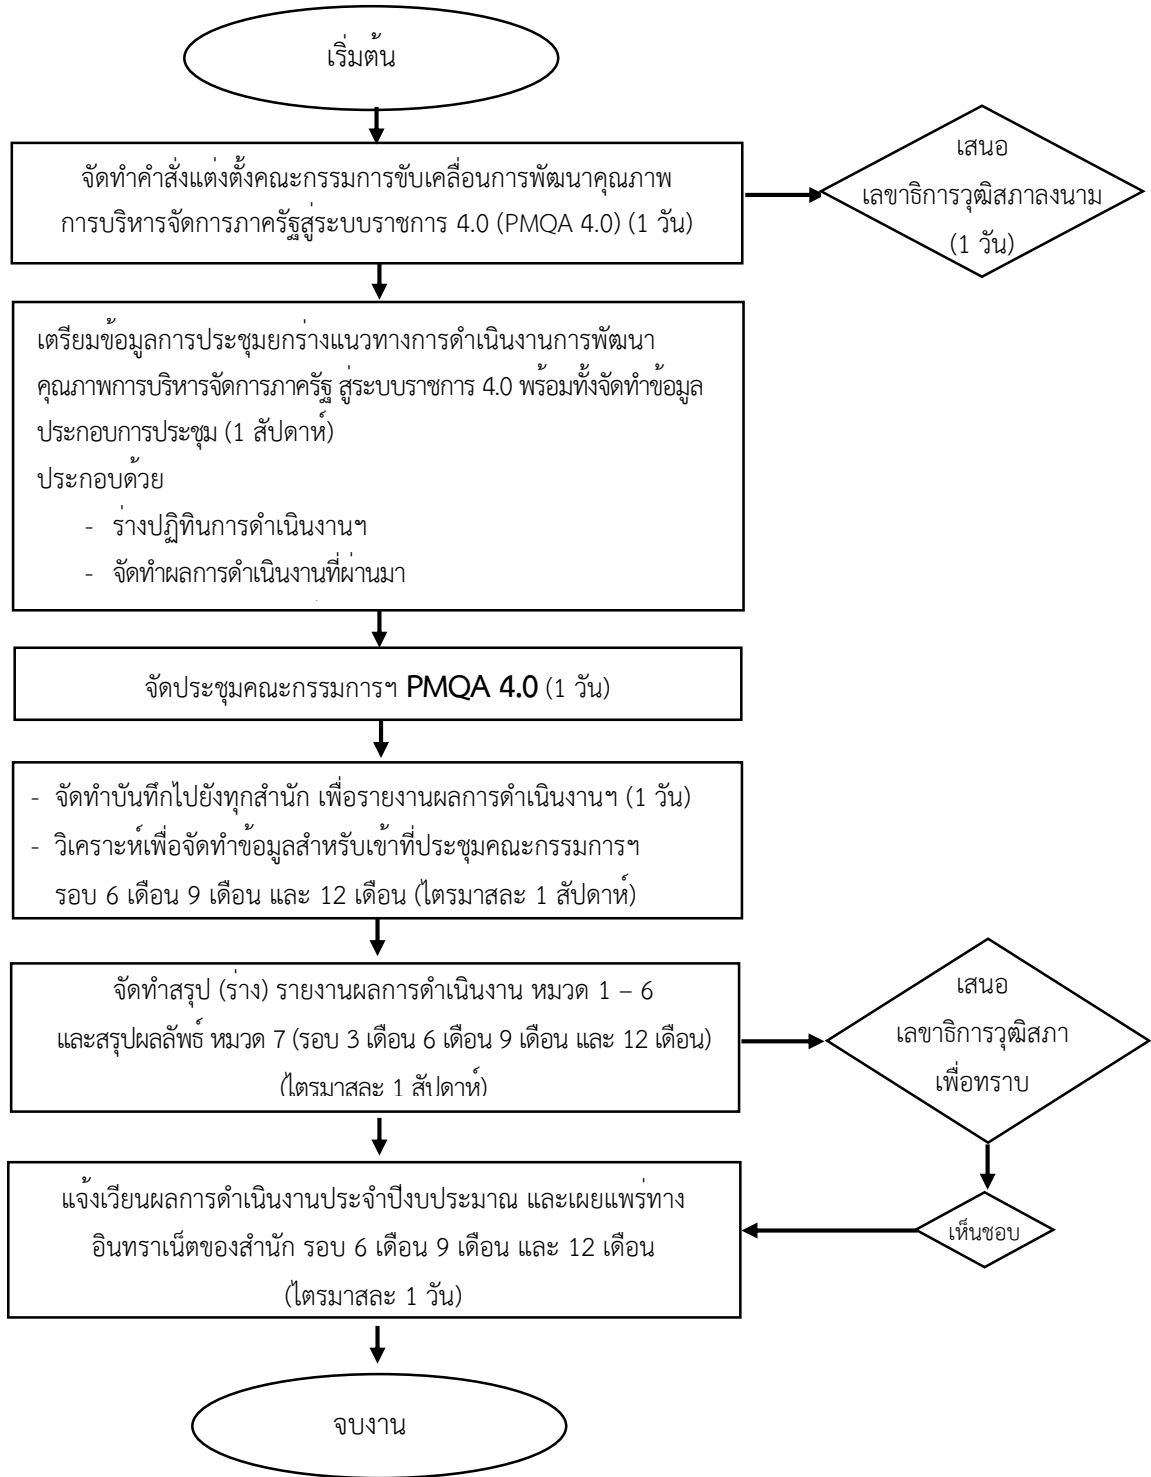 เริ่มต้น
จัดทำคำสั่งแต่งตั้งคณะกรรมการขับเคลื่อนการพัฒนาคุณภาพ
การบริหารจัดการภาครัฐสู่ระบบราชการ 4.0 (PMQA 4.0) (1 วัน)
เสนอ
เลขาธิการวุฒิสภาลงนาม
(1 วัน)
เตรียมข้อมูลการประชุมยกร่างแนวทางการดำเนินงานการพัฒนา
คุณภาพการบริหารจัดการภาครัฐ สู่ระบบราชการ 4.0 พร้อมทั้งจัดทำข้อมูล
ประกอบการประชุม (1 สัปดาห์)
ประกอบด้วย
- ร่างปฏิทินการดำเนินงานฯ
- จัดทำผลการดำเนินงานที่ผ่านมา
จัดประชุมคณะกรรมการฯ PMQA 4.0 (1 วัน)
- จัดทำบันทึกไปยังทุกสำนัก เพื่อรายงานผลการดำเนินงานฯ (1 วัน)
- วิเคราะห์เพื่อจัดทำข้อมูลสำหรับเข้าที่ประชุมคณะกรรมการฯ
รอบ 6 เดือน 9 เดือน และ 12 เดือน (ไตรมาสละ 1 สัปดาห์)
จัดทำสรุป (ร่าง) รายงานผลการดำเนินงาน หมวด 1 – 6
และสรุปผลลัพธ์ หมวด 7 (รอบ 3 เดือน 6 เดือน 9 เดือน และ 12 เดือน)
(ไตรมาสละ 1 สัปดาห์)
เสนอ
เลขาธิการวุฒิสภา
เพื่อทราบ
แจ้งเวียนผลการดำเนินงานประจำปีงบประมาณ และเผยแพร่ทาง
อินทราเน็ตของสำนัก รอบ 6 เดือน 9 เดือน และ 12 เดือน
(ไตรมาสละ 1 วัน)
เห็นชอบ
จบงาน